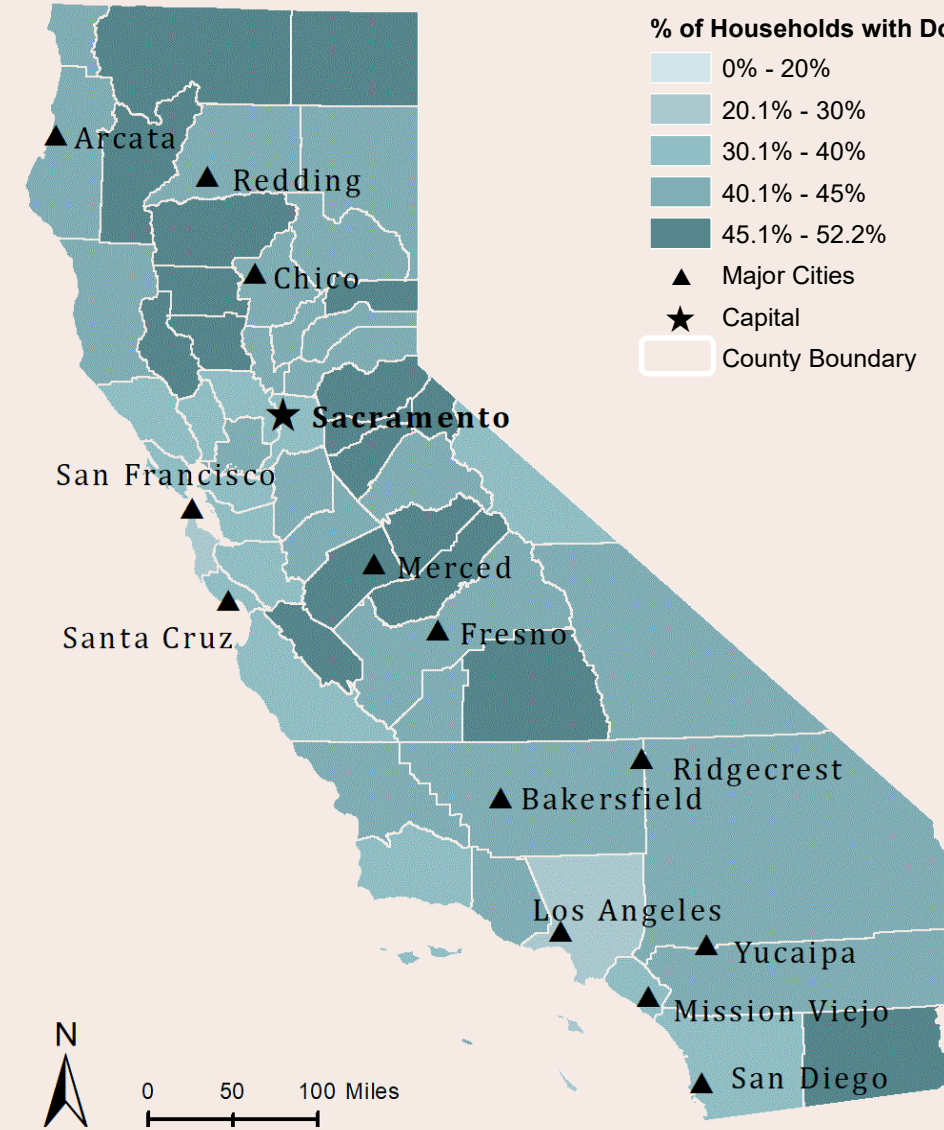 % of Households with Do
0% - 20%
20.1% - 30%
30.1% - 40%
40.1% - 45%
45.1% - 52.2%
Major Cities
Capital
County Boundary
Arcata
Redding
Chico
Sacramento
San Francisco
Merced
Santa Cruz
Fresno
Ridgecrest
Bakersfield
Los Angeles
Yucaipa
Mission Viejo
San Diego
N
0 50 100 Miles